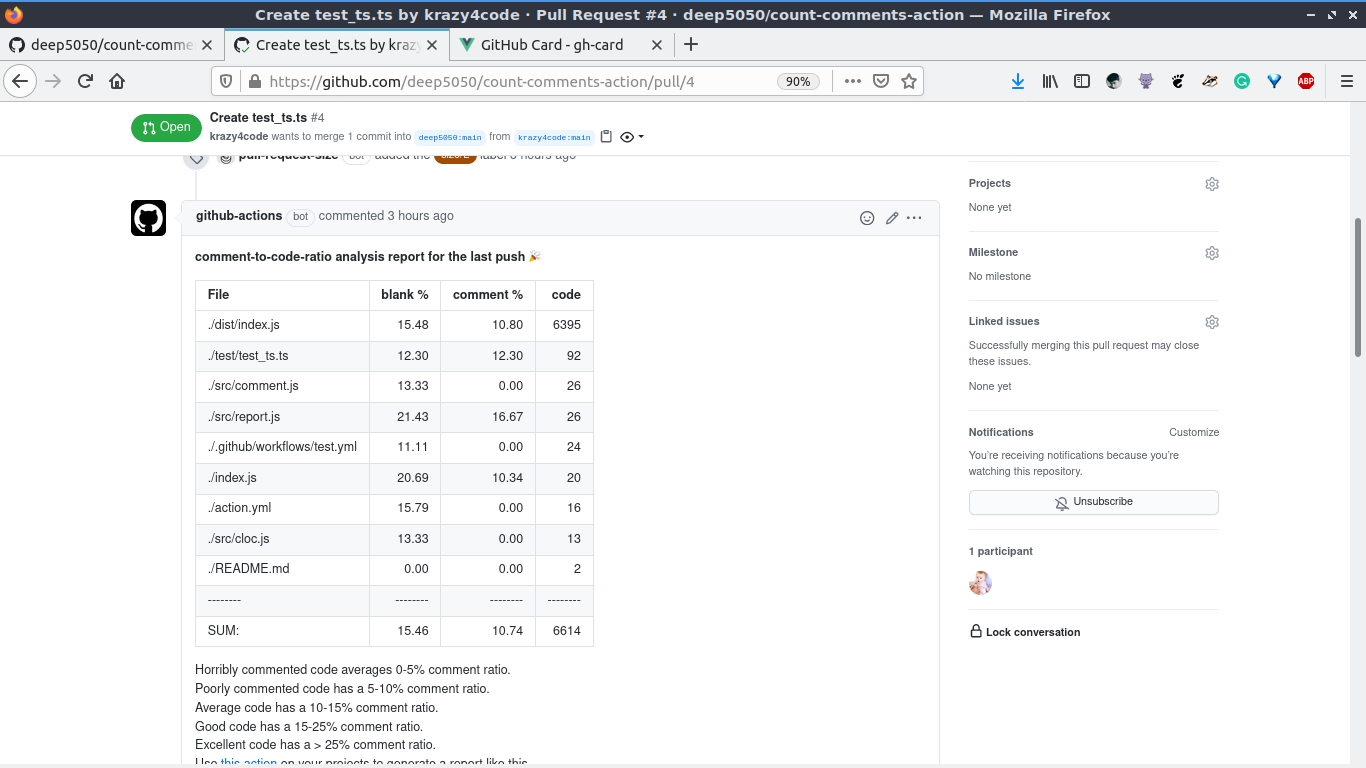 Create test_ts.ts by krazy4code · Pull Request #4 · deep5050/count-comments-action — Mozilla Firefox
deep5050/count-comme
Create test_ts.ts by krazy
GitHub Card - gh-card
https://github.com/deep5050/count-comments-action/pull/4
90%
ABP
Open
Create test_ts.ts #4
krazy4code wants to merge 1 commit into deep5050:main from krazy4code:main
pull-request-size bot added the label hours ago
github-actions bot commented 3 hours ago
comment-to-code-ratio analysis report for the last push 🎉
File blank % comment % code
./dist/index.js 15.48 10.80 6395
./test/test_ts.ts 12.30 12.30 92
./src/comment.js 13.33 0.00 26
./src/report.js 21.43 16.67 26
./.github/workflows/test.yml 11.11 0.00 24
./index.js 20.69 10.34 20
./action.yml 15.79 0.00 16
./src/cloc.js 13.33 0.00 13
./README.md 0.00 0.00 2
-------- -------- -------- --------
SUM: 15.46 10.74 6614
Horribly commented code averages 0-5% comment ratio.
Poorly commented code has a 5-10% comment ratio.
Average code has a 10-15% comment ratio.
Good code has a 15-25% comment ratio.
Excellent code has a > 25% comment ratio.
Use this action on your projects to generate a report like this
Projects
None yet
Milestone
No milestone
Linked issues
Successfully merging this pull request may close
these issues.
None yet
Notifications
Customize
You're receiving notifications because you're
watching this repository.
Unsubscribe
1 participant
Lock conversation